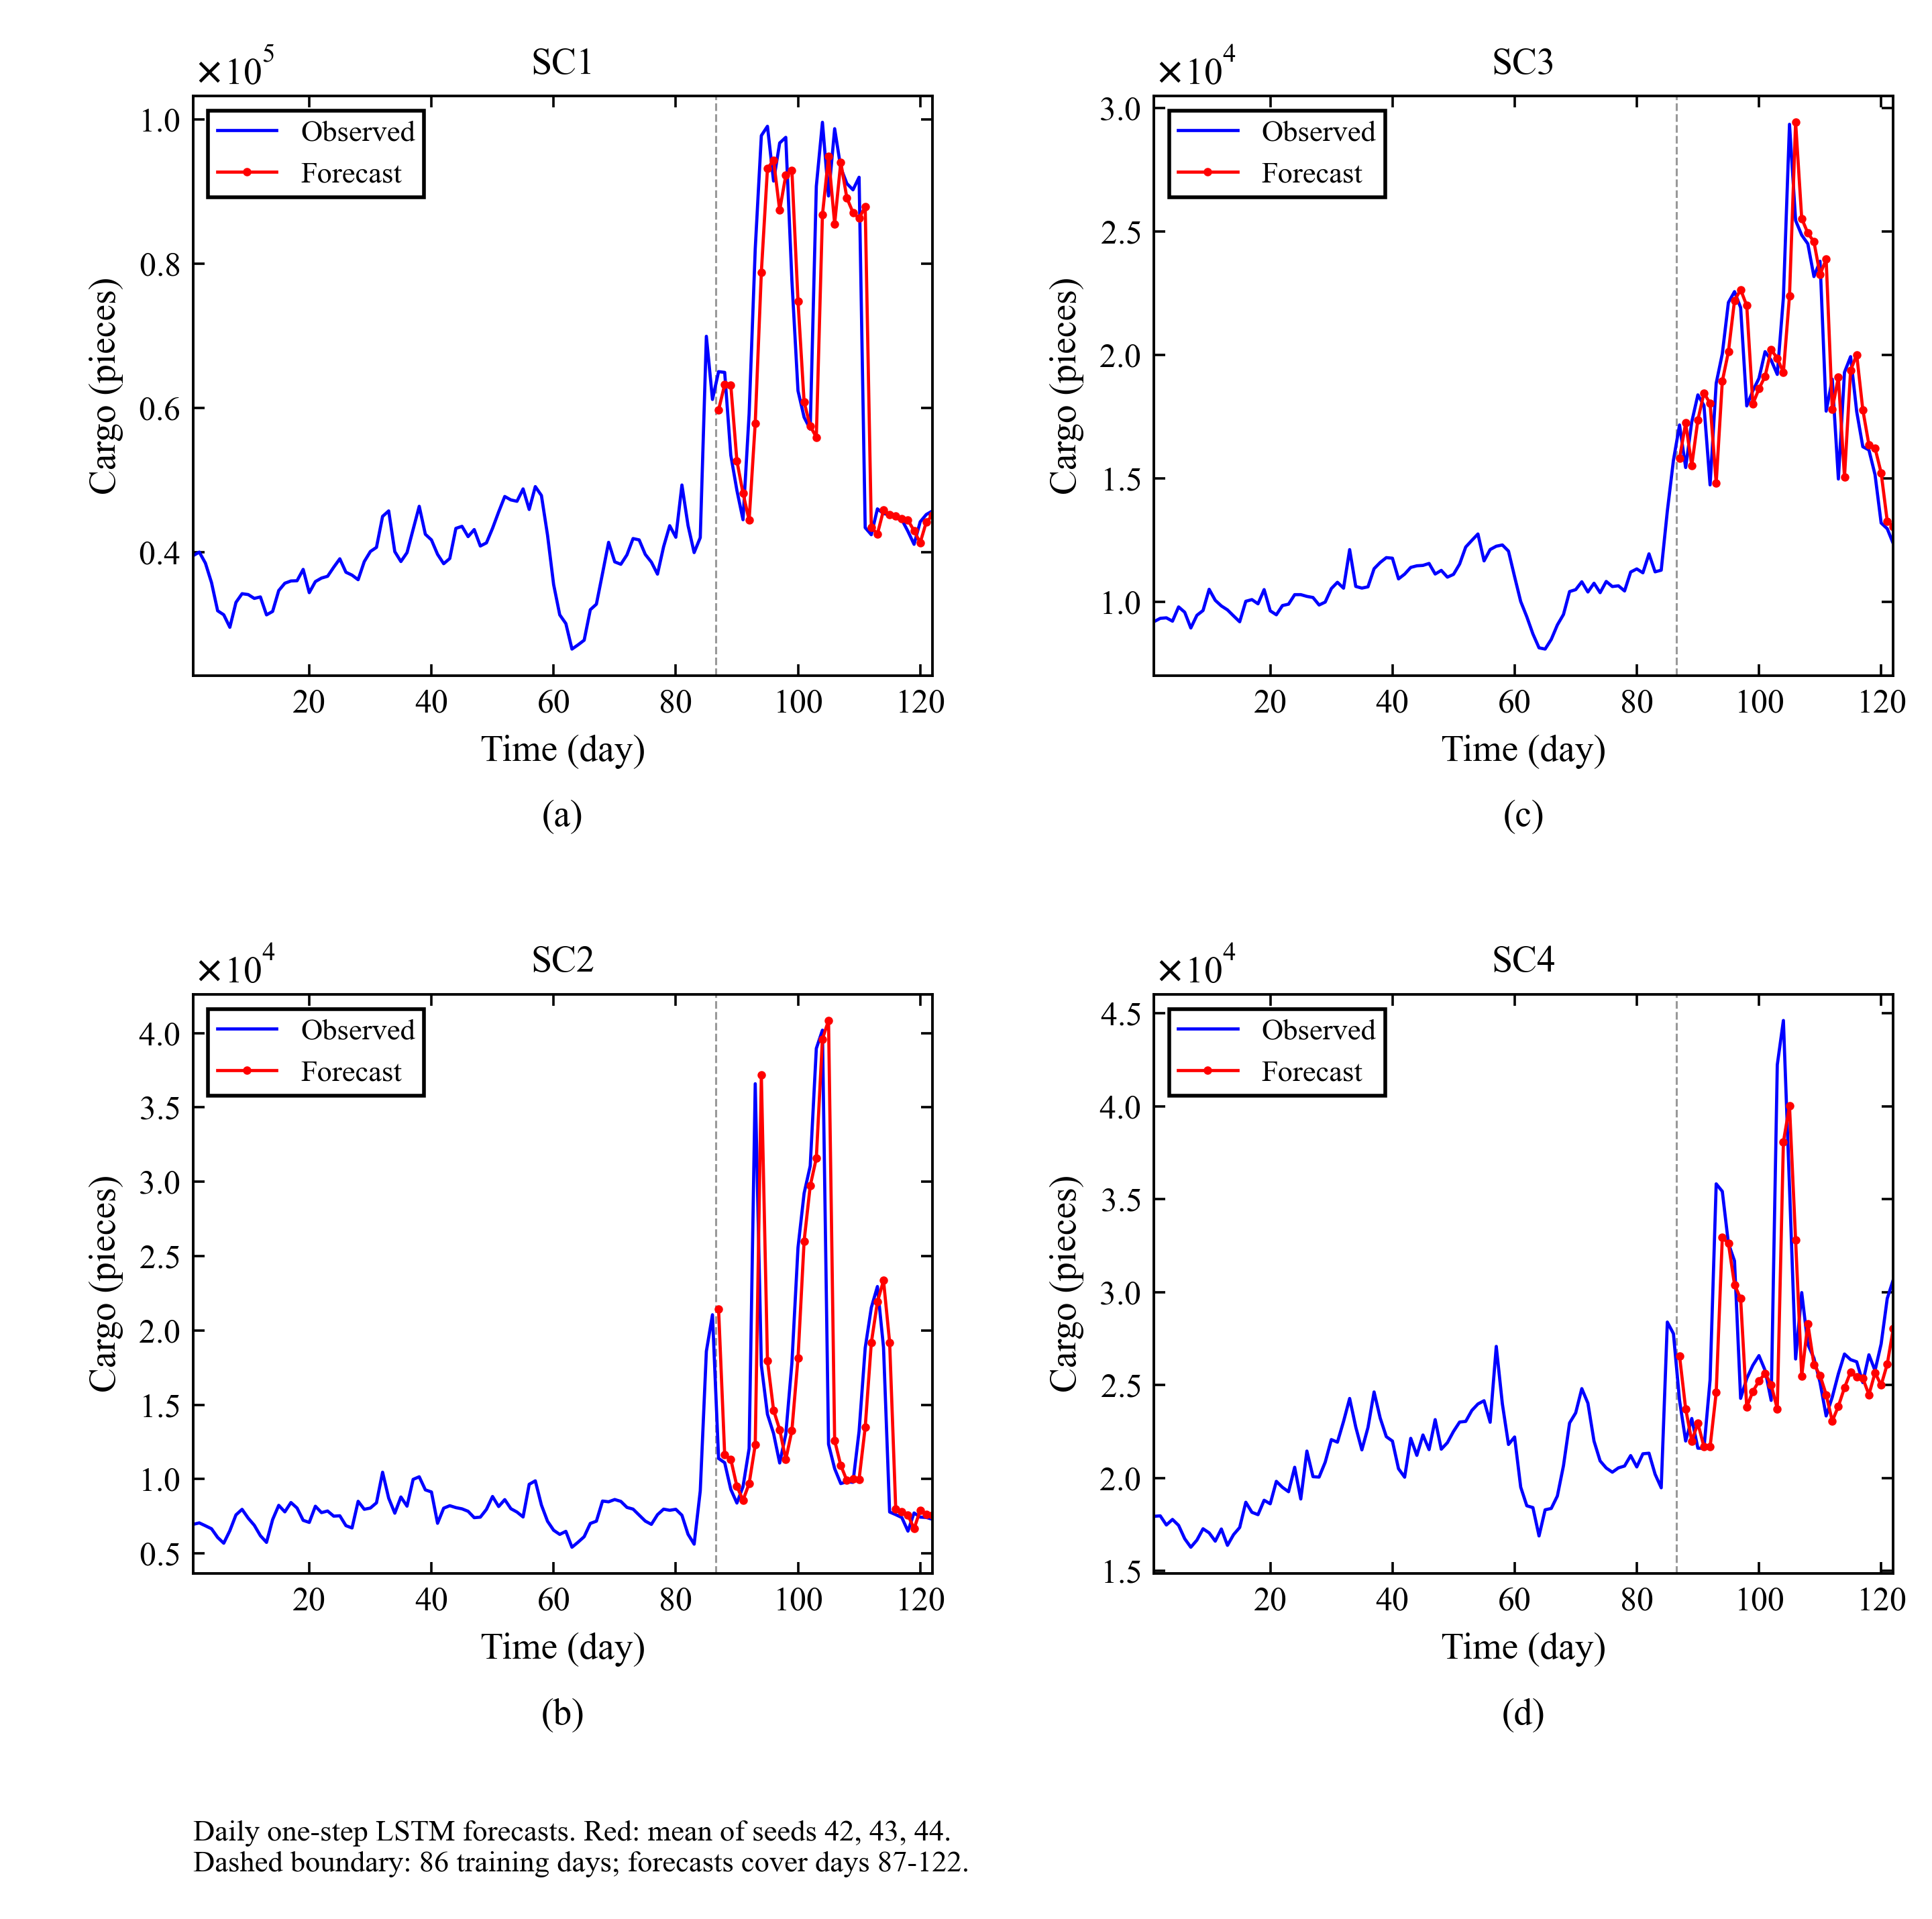 SC1
×10^5
1.0
0.8
0.6
0.4
20 40 60 80 100 120
Cargo (pieces)
Time (day)
Observed
Forecast
(a)
SC3
×10^4
3.0
2.5
2.0
1.5
1.0
20 40 60 80 100 120
Cargo (pieces)
Time (day)
Observed
Forecast
(c)
SC2
×10^4
4.0
3.5
3.0
2.5
2.0
1.5
1.0
0.5
20 40 60 80 100 120
Cargo (pieces)
Time (day)
Observed
Forecast
(b)
SC4
×10^4
4.5
4.0
3.5
3.0
2.5
2.0
1.5
20 40 60 80 100 120
Cargo (pieces)
Time (day)
Observed
Forecast
(d)
Daily one-step LSTM forecasts. Red: mean of seeds 42, 43, 44.
Dashed boundary: 86 training days; forecasts cover days 87-122.